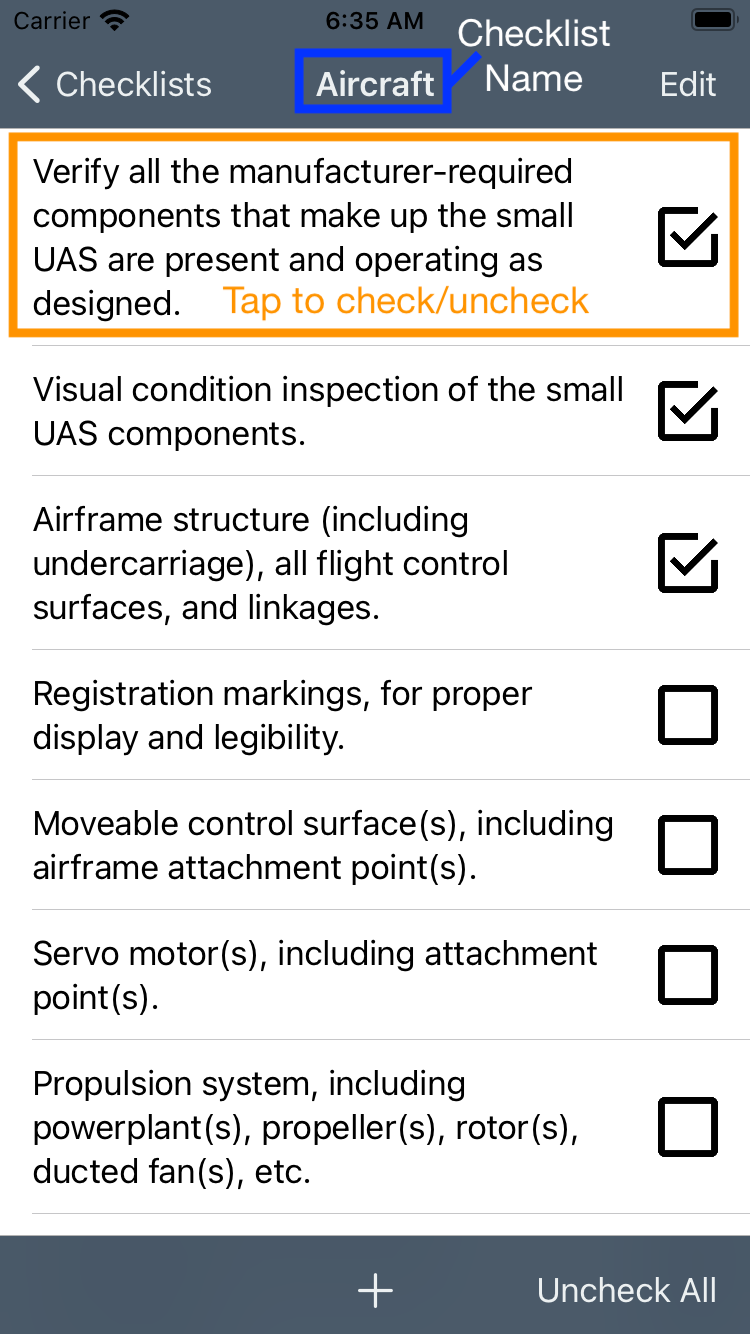 Carrier 6:35 AM
Checklist
Name
Checklists Aircraft Edit
Verify all the manufacturer-required
components that make up the small
UAS are present and operating as
designed. Tap to check/uncheck
Visual condition inspection of the small
UAS components.
Airframe structure (including
undercarriage), all flight control
surfaces, and linkages.
Registration markings, for proper
display and legibility.
Moveable control surface(s), including
airframe attachment point(s).
Servo motor(s), including attachment
point(s).
Propulsion system, including
powerplant(s), propeller(s), rotor(s),
ducted fan(s), etc.
+ Uncheck All